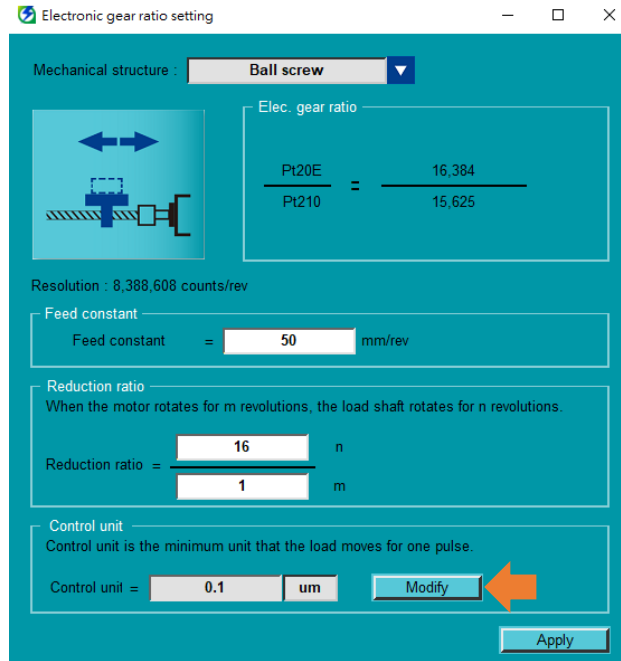 Electronic gear ratio setting
Mechanical structure : Ball screw
Elec. gear ratio
Pt20E = 16,384
Pt210 15,625
Resolution : 8,388,608 counts/rev
Feed constant
Feed constant = 50 mm/rev
Reduction ratio
When the motor rotates for m revolutions, the load shaft rotates for n revolutions.
16 n
Reduction ratio =
1 m
Control unit
Control unit is the minimum unit that the load moves for one pulse.
Control unit = 0.1 um Modify
Apply